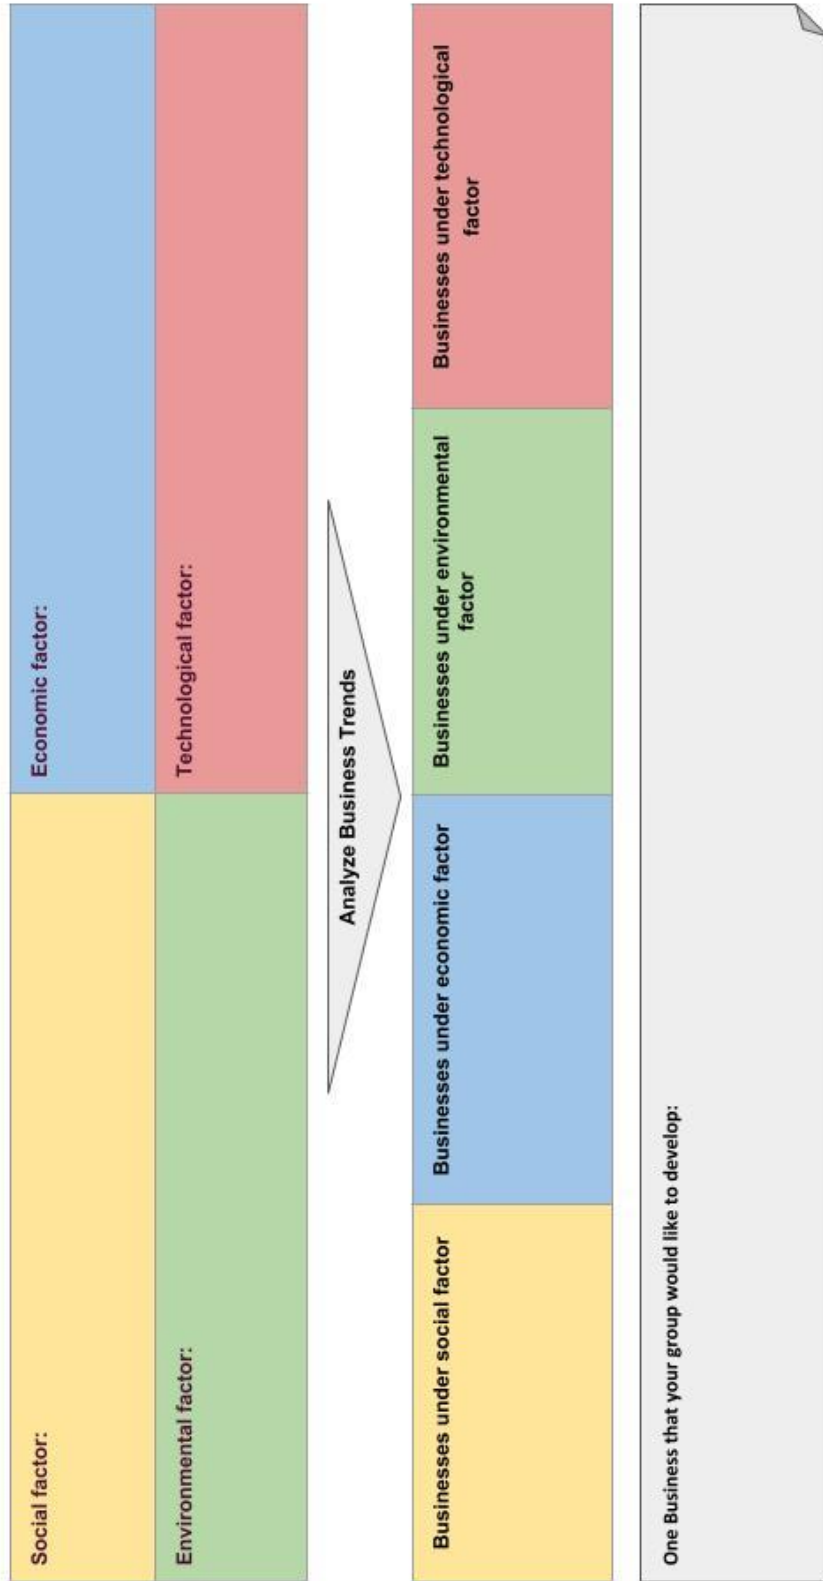 Social factor:
Economic factor:
Environmental factor:
Technological factor:
Analyze Business Trends
Businesses under social factor
Businesses under economic factor
Businesses under environmental
factor
Businesses under technological
factor
One Business that your group would like to develop: